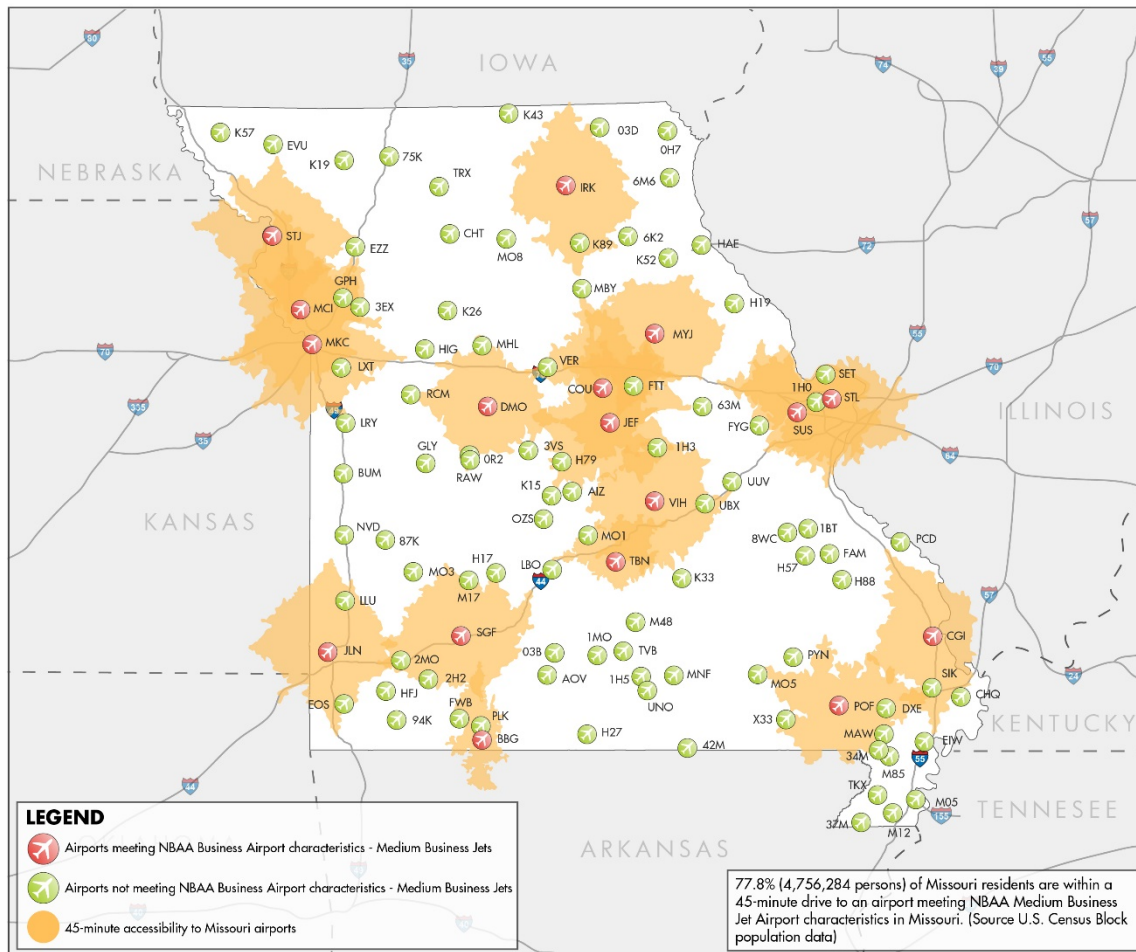 IOWA
NEBRASKA
KANSAS
ILLINOIS
KENTUCKY
TENNESSEE
ARKANSAS
80
35
74
39
55
57
72
70
335
49
64
44
24
155
K57
EVU
K19
75K
K43
03D
0H7
TRX
IRK
6M6
STJ
EZZ
CHT
MO8
K89
6K2
K52
HAE
GPH
MCI
3EX
K26
MBY
H19
MKC
LXT
HIG
MHL
VER
MYJ
COU
FTT
RCM
DMO
JEF
63M
1H0
SET
STL
SUS
FYG
LRY
GLY
0R2
RAW
3VS
H79
1H3
BUM
K15
AIZ
VIH
UUV
UBX
OZS
NVD
87K
MO1
8WC
1BT
PCD
MO3
H17
M17
LBO
TBN
K33
H57
FAM
H88
LLU
M48
JLN
SGF
CGI
2MO
2H2
03B
1MO
TVB
PYN
AOV
1H5
MNF
MO5
SIK
CHQ
UNO
EOS
HFJ
94K
FWB
PLK
BBG
H27
42M
X33
POF
DXE
MAW
34M
M85
EIW
TKX
M05
37M
M12
LEGEND
Airports meeting NBAA Business Airport characteristics - Medium Business Jets
Airports not meeting NBAA Business Airport characteristics - Medium Business Jets
45-minute accessibility to Missouri airports
77.8% (4,756,284 persons) of Missouri residents are within a
45-minute drive to an airport meeting NBAA Medium Business
Jet Airport characteristics in Missouri. (Source U.S. Census Block
population data)